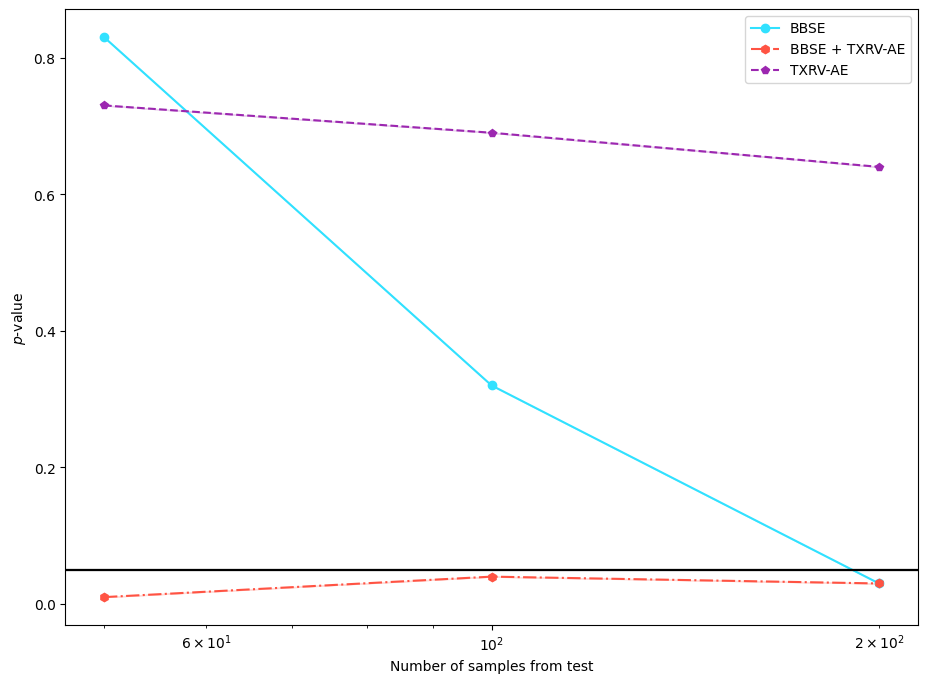 BBSE
BBSE + TXRV-AE
TXRV-AE
0.8
0.6
0.4
0.2
0.0
p-value
6 × 10¹
10²
2 × 10²
Number of samples from test